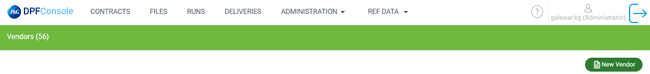 P&G DPFConsole CONTRACTS FILES RUNS DELIVERIES ADMINISTRATION REF DATA ?
galewar.kg (Administrator)
Vendors (56)
New Vendor